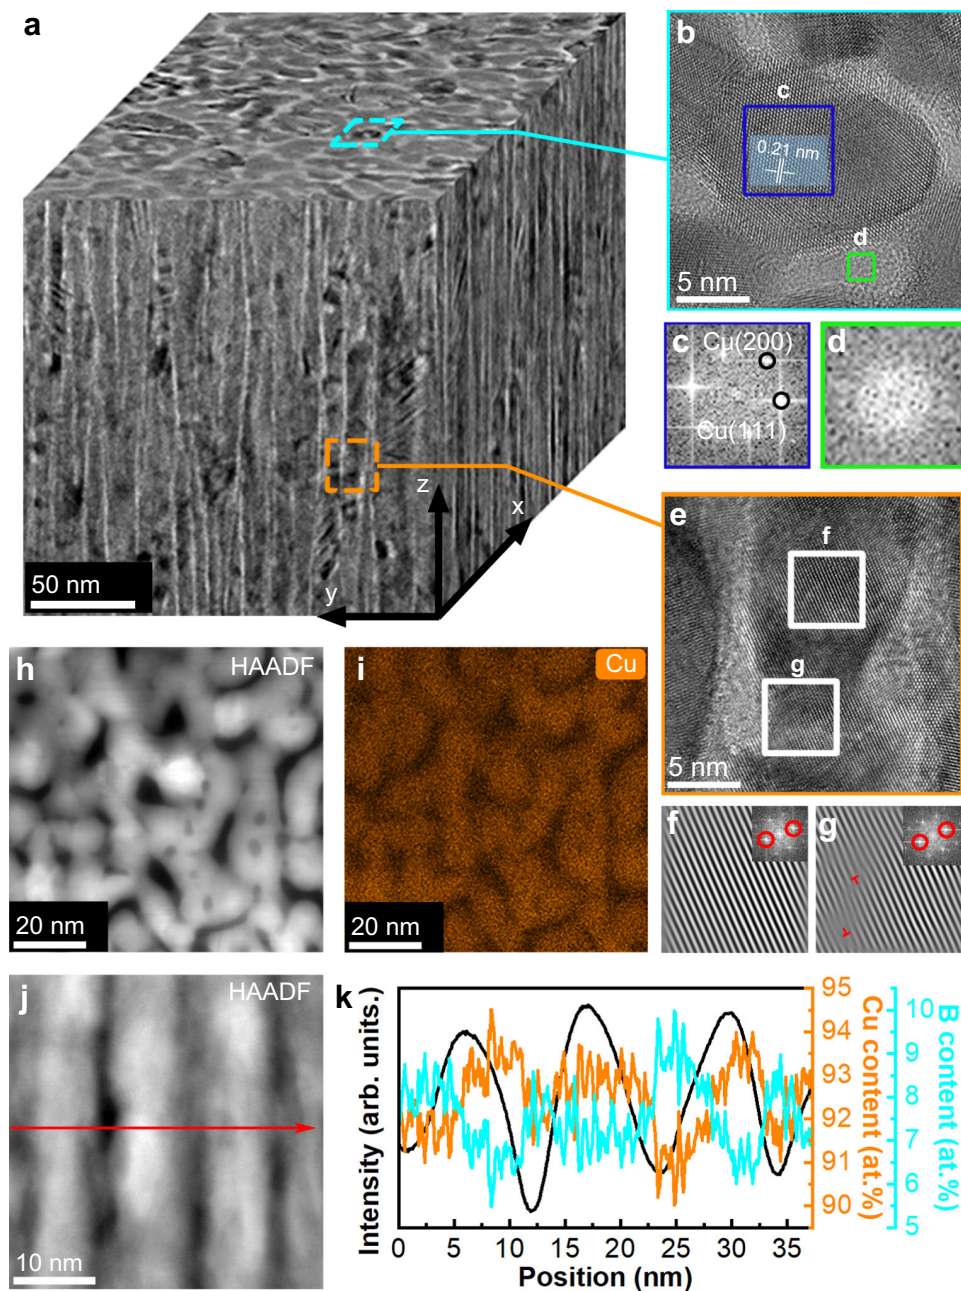 a
50 nm
z
x
y
b
c
0.21 nm
d
5 nm
c
Cu(200)
Cu(111)
d
e
f
g
5 nm
h
HAADF
20 nm
i
Cu
20 nm
f
g
j
HAADF
10 nm
k
Intensity (arb. units.)
0
5
10
15
20
25
30
35
Position (nm)
95
94
93
92
91
90
Cu content (at.%)
10
9
8
7
6
5
B content (at.%)